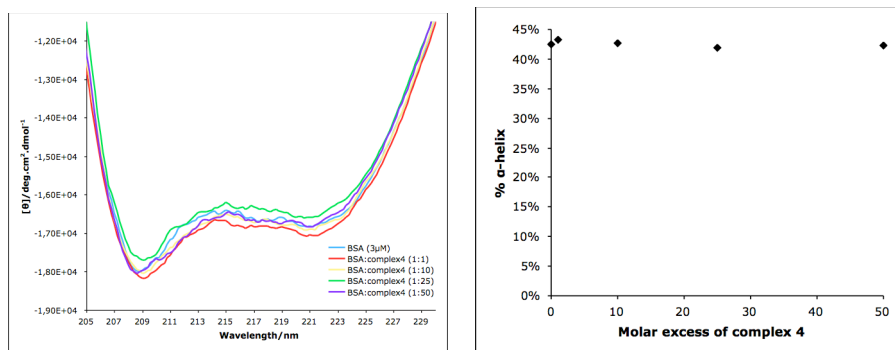 -1,20E+04
-1,30E+04
-1,40E+04
-1,50E+04
-1,60E+04
-1,70E+04
-1,80E+04
-1,90E+04
[θ]/deg.cm².dmol⁻¹
205 207 209 211 213 215 217 219 221 223 225 227 229
Wavelength/nm
BSA (3µM)
BSA:complex4 (1:1)
BSA:complex4 (1:10)
BSA:complex4 (1:25)
BSA:complex4 (1:50)
45%
40%
35%
30%
25%
20%
15%
10%
5%
0%
% α-helix
0 10 20 30 40 50
Molar excess of complex 4